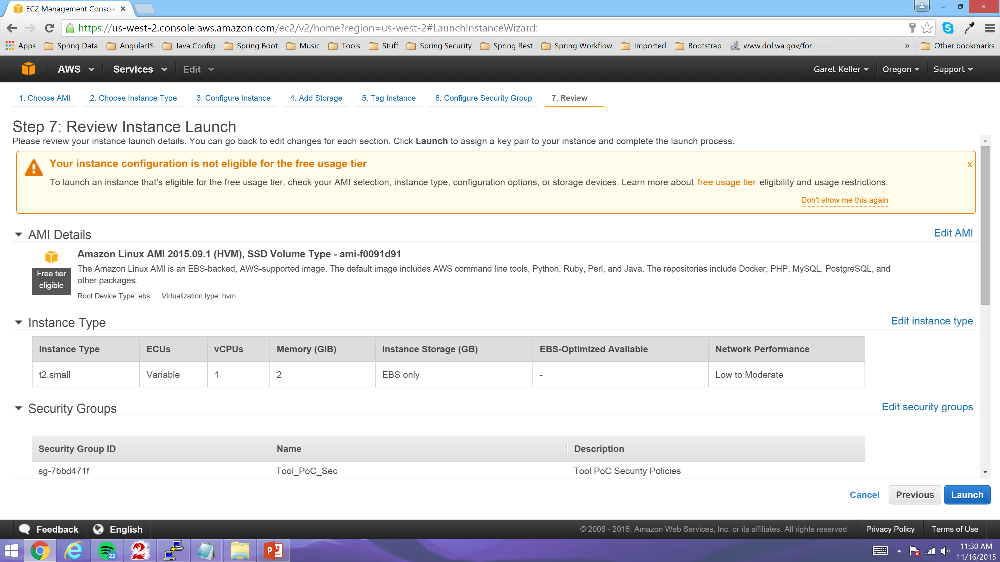 EC2 Management Console
https://us-west-2.console.aws.amazon.com/ec2/v2/home?region=us-west-2#LaunchInstanceWizard:
Apps Spring Data AngularJS Java Config Spring Boot Music Tools Stuff Spring Security Spring Rest Spring Workflow Imported Bootstrap www.dol.wa.gov/for... » Other bookmarks
AWS Services Edit Garet Keller Oregon Support
1. Choose AMI 2. Choose Instance Type 3. Configure Instance 4. Add Storage 5. Tag Instance 6. Configure Security Group 7. Review
Step 7: Review Instance Launch
Please review your instance launch details. You can go back to edit changes for each section. Click Launch to assign a key pair to your instance and complete the launch process.
Your instance configuration is not eligible for the free usage tier x
To launch an instance that's eligible for the free usage tier, check your AMI selection, instance type, configuration options, or storage devices. Learn more about free usage tier eligibility and usage restrictions.
Don't show me this again
AMI Details Edit AMI
Amazon Linux AMI 2015.09.1 (HVM), SSD Volume Type - ami-f0091d91
Free tier eligible
The Amazon Linux AMI is an EBS-backed, AWS-supported image. The default image includes AWS command line tools, Python, Ruby, Perl, and Java. The repositories include Docker, PHP, MySQL, PostgreSQL, and
other packages.
Root Device Type: ebs Virtualization type: hvm
Instance Type Edit instance type
Instance Type ECUs vCPUs Memory (GiB) Instance Storage (GB) EBS-Optimized Available Network Performance
t2.small Variable 1 2 EBS only - Low to Moderate
Security Groups Edit security groups
Security Group ID Name Description
sg-7bbd471f Tool_PoC_Sec Tool PoC Security Policies
Cancel Previous Launch
Feedback English © 2008 - 2015, Amazon Web Services, Inc. or its affiliates. All rights reserved. Privacy Policy Terms of Use
22
11:30 AM
11/16/2015